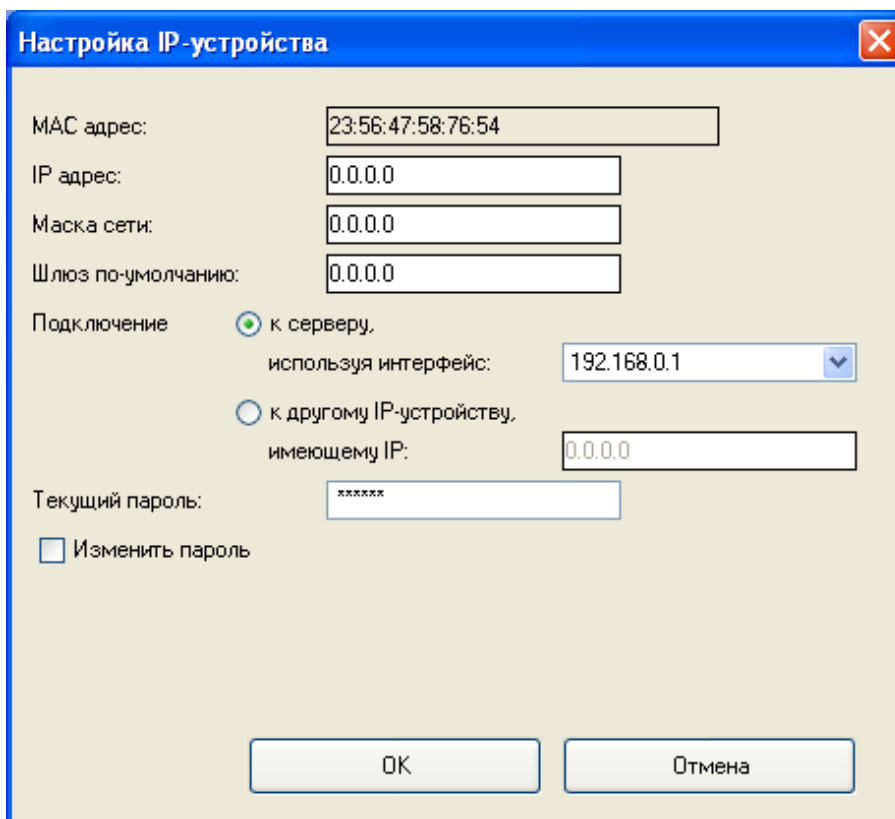 Настройка IP-устройства
МАС адрес: 23:56:47:58:76:54
IP адрес: 0.0.0.0
Маска сети: 0.0.0.0
Шлюз по-умолчанию: 0.0.0.0
Подключение к серверу,
используя интерфейс: 192.168.0.1
к другому IP-устройству,
имеющему IP: 0.0.0.0
Текущий пароль: ******
Изменить пароль
OK Отмена